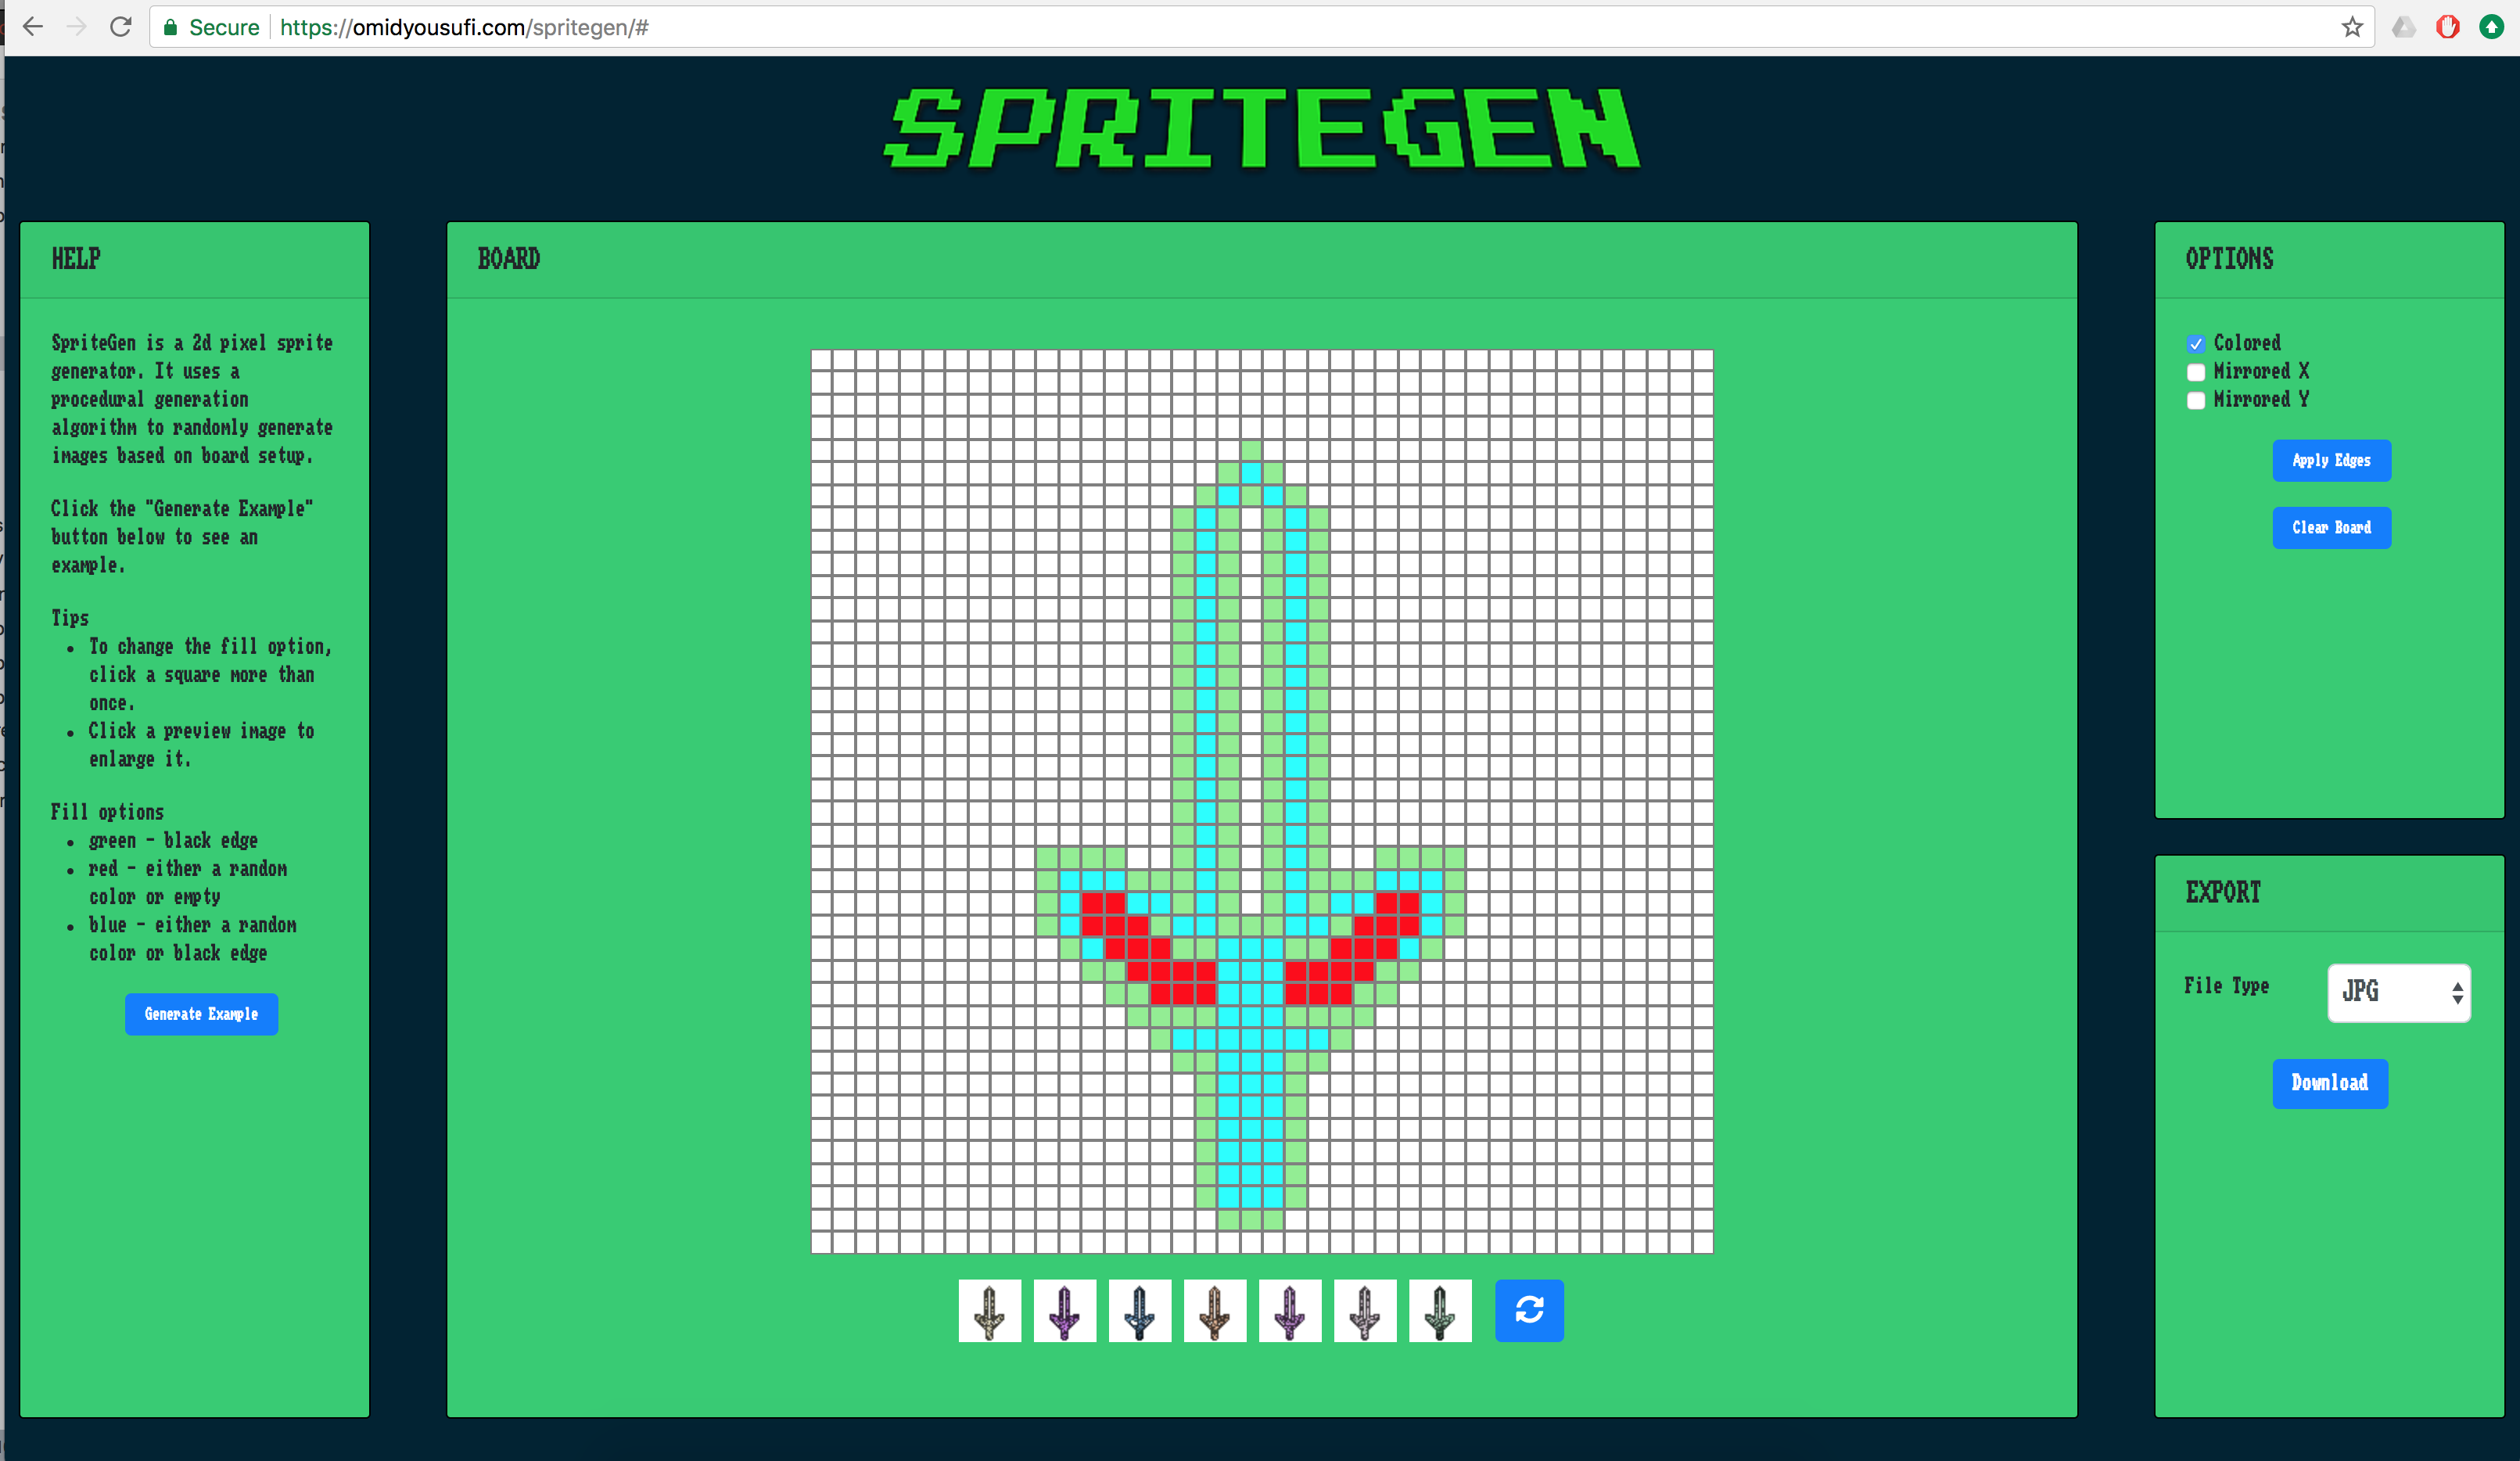 Secure
https://omidyousufi.com/spritegen/#
SPRITEGEN
HELP
SpriteGen is a 2d pixel sprite
generator. It uses a
procedural generation
algorithm to randomly generate
images based on board setup.
Click the "Generate Example"
button below to see an
example.
Tips
To change the fill option,
click a square more than
once.
Click a preview image to
enlarge it.
Fill options
green - black edge
red - either a random
color or empty
blue - either a random
color or black edge
Generate Example
BOARD
OPTIONS
Colored
Mirrored X
Mirrored Y
Apply Edges
Clear Board
EXPORT
File Type
JPG
Download